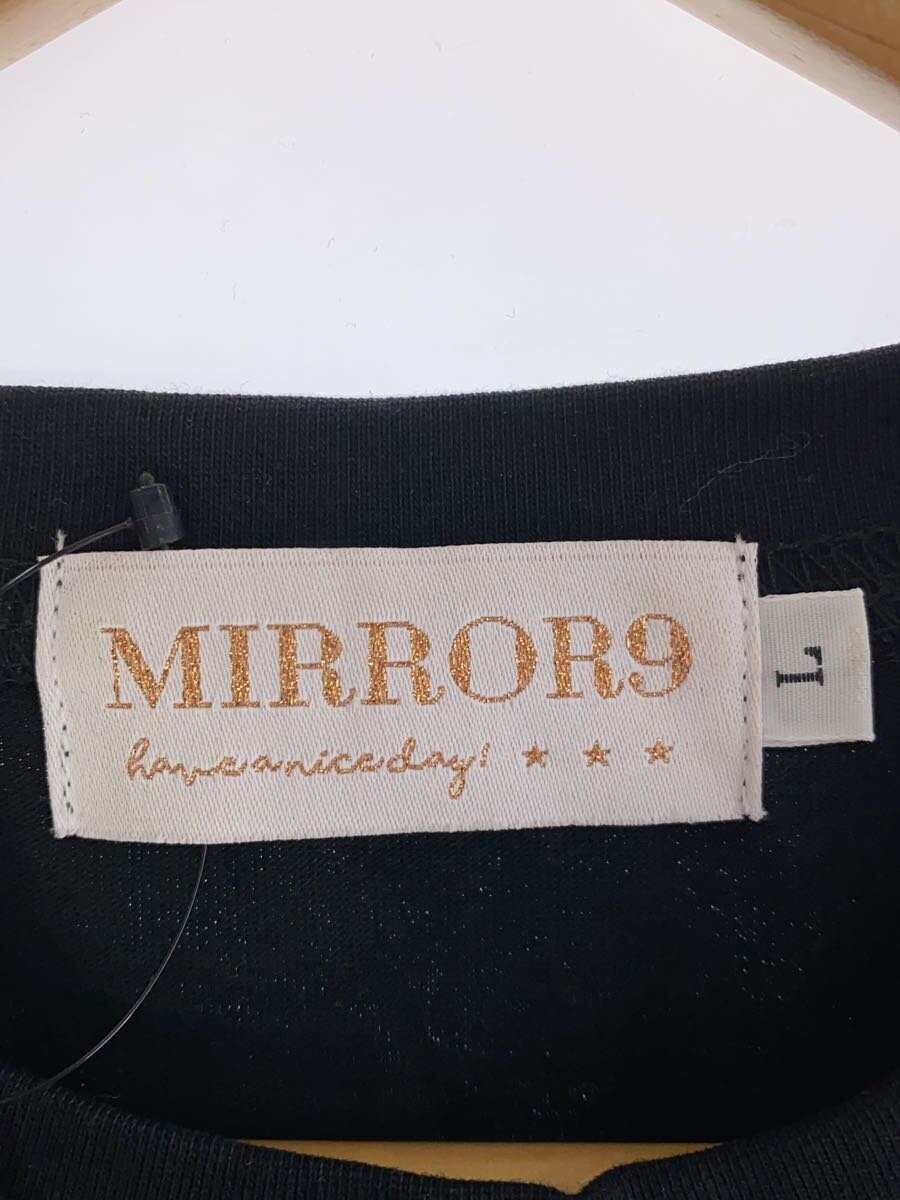 MIRROR9
have a nice day! ★ ★ ★
L